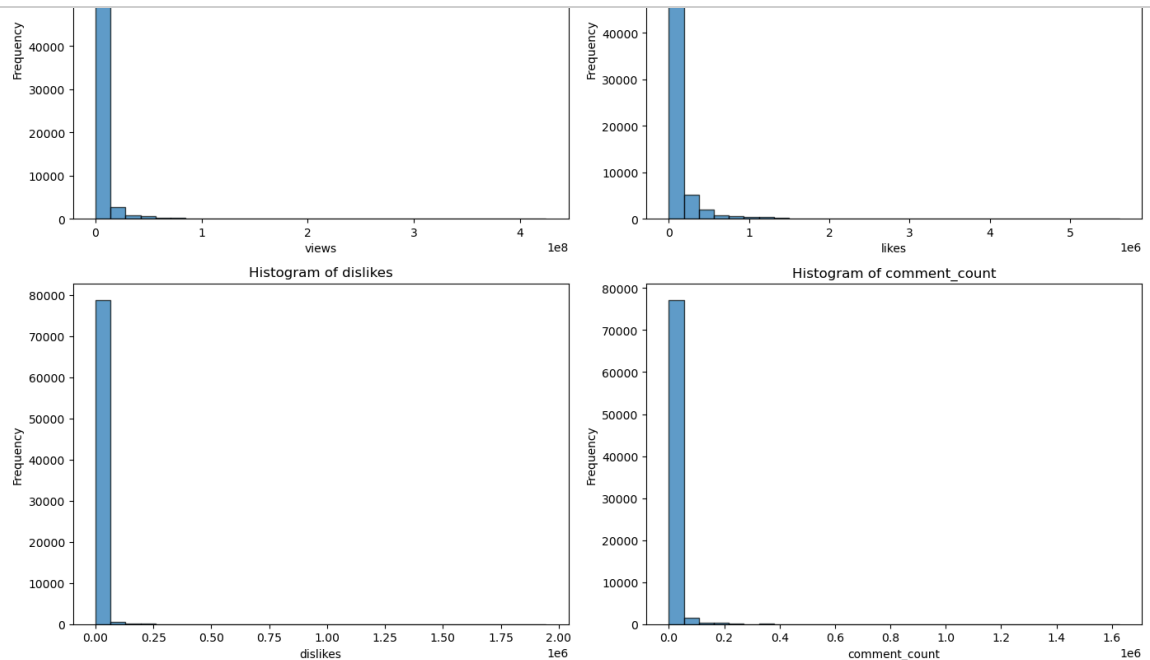 40000
30000
20000
10000
0
Frequency
0 1 2 3 4
1e8
views
40000
30000
20000
10000
0
Frequency
0 1 2 3 4 5
1e6
likes
Histogram of dislikes
80000
70000
60000
50000
40000
30000
20000
10000
0
Frequency
0.00 0.25 0.50 0.75 1.00 1.25 1.50 1.75 2.00
1e6
dislikes
Histogram of comment_count
80000
70000
60000
50000
40000
30000
20000
10000
0
Frequency
0.0 0.2 0.4 0.6 0.8 1.0 1.2 1.4 1.6
1e6
comment_count